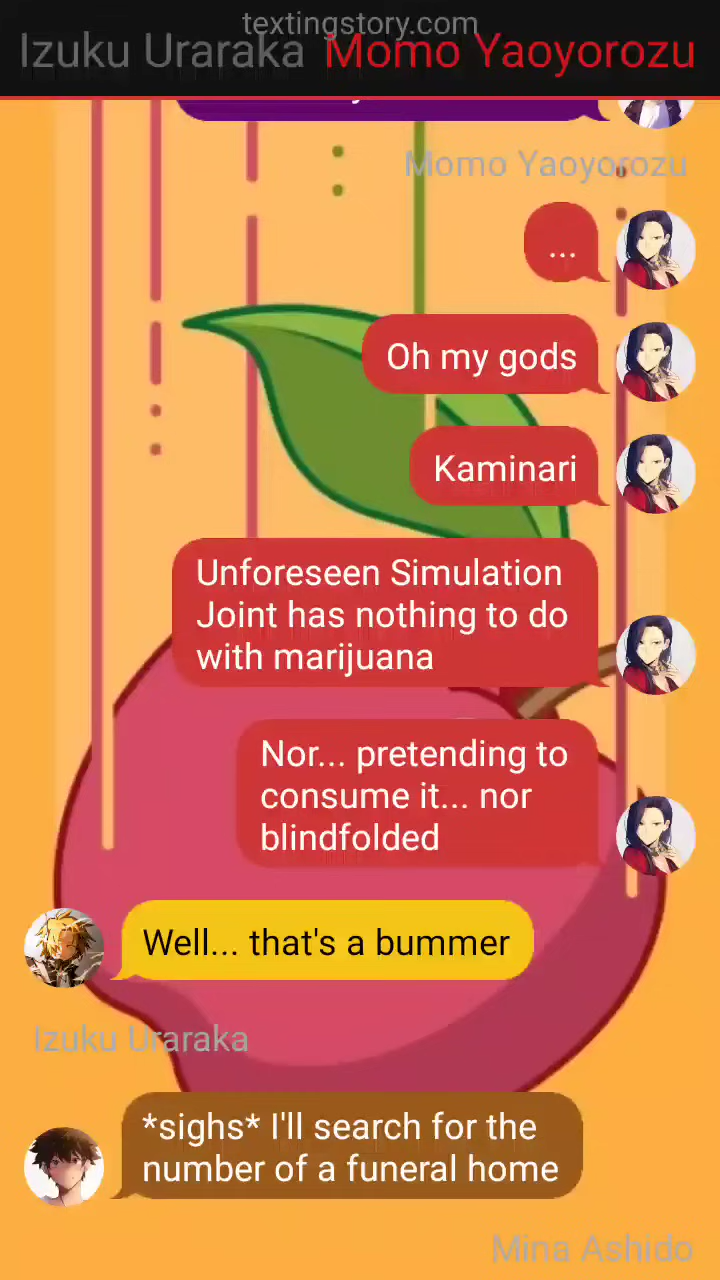 textingstory.com
Izuku Uraraka Momo Yaoyorozu
Momo Yaoyorozu
...
Oh my gods
Kaminari
Unforeseen Simulation
Joint has nothing to do
with marijuana
Nor... pretending to
consume it... nor
blindfolded
Well... that's a bummer
Izuku Uraraka
*sighs* I'll search for the
number of a funeral home
Mina Ashido